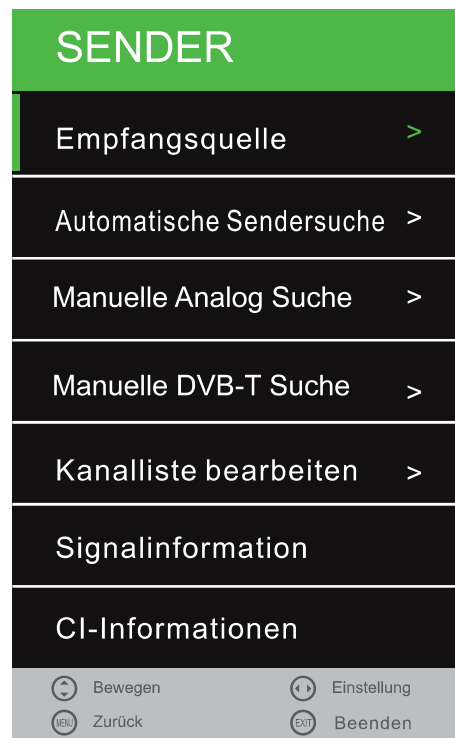 SENDER
Empfangsquelle >
Automatische Sendersuche >
Manuelle Analog Suche >
Manuelle DVB-T Suche >
Kanalliste bearbeiten >
Signalinformation
CI-Informationen
Bewegen Einstellung
MENU Zurück EXIT Beenden